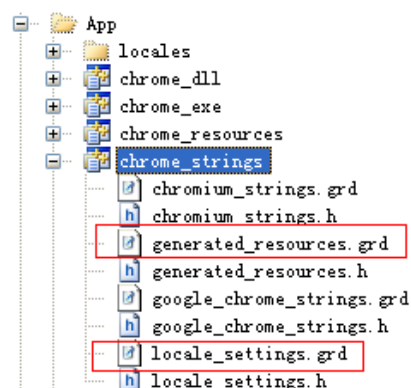 App
locales
chrome_dll
chrome_exe
chrome_resources
chrome_strings
chromium_strings.grd
chromium_strings.h
generated_resources.grd
generated_resources.h
google_chrome_strings.grd
google_chrome_strings.h
locale_settings.grd
locale_settings.h